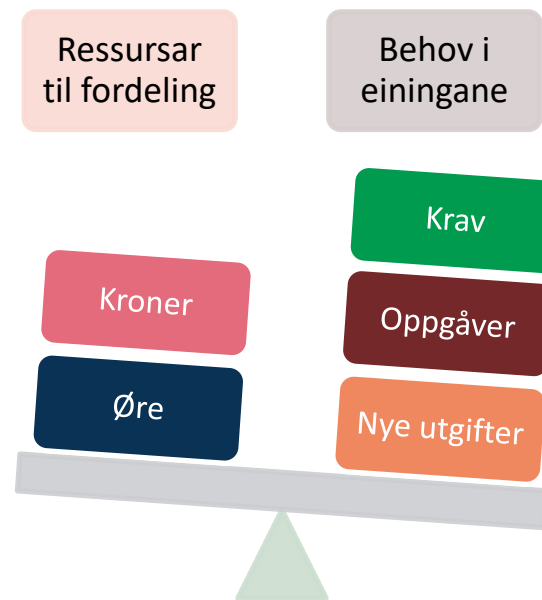 Ressursar
til fordeling
Behov i
einingane
Krav
Kroner
Oppgåver
Øre
Nye utgifter